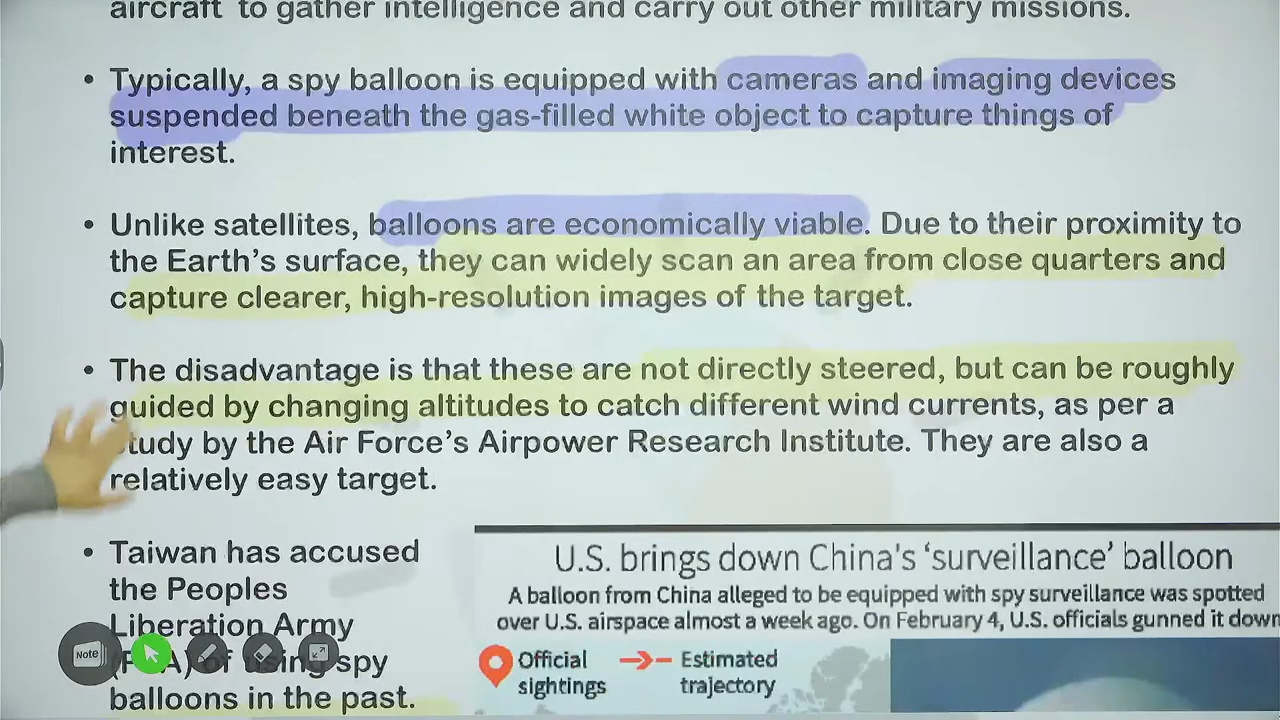 aircraft to gather intelligence and carry out other military missions.
• Typically, a spy balloon is equipped with cameras and imaging devices
suspended beneath the gas-filled white object to capture things of
interest.
• Unlike satellites, balloons are economically viable. Due to their proximity to
the Earth's surface, they can widely scan an area from close quarters and
capture clearer, high-resolution images of the target.
• The disadvantage is that these are not directly steered, but can be roughly
guided by changing altitudes to catch different wind currents, as per a
study by the Air Force's Airpower Research Institute. They are also a
relatively easy target.
• Taiwan has accused
the Peoples
Liberation Army
of using spy
balloons in the past.
Note
U.S. brings down China's 'surveillance' balloon
A balloon from China alleged to be equipped with spy surveillance was spotted
over U.S. airspace almost a week ago. On February 4, U.S. officials gunned it down
Official
sightings
Estimated
trajectory